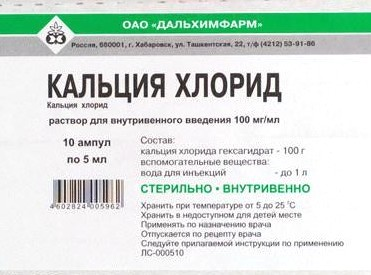 ОАО «ДАЛЬХИМФАРМ»
Россия, 680001, г. Хабаровск, ул. Ташкентская, 22, т/ф (4212) 53-91-86
КАЛЬЦИЯ ХЛОРИД
Кальция хлорид
раствор для внутривенного введения 100 мг/мл
10 ампул
по 5 мл
Состав:
кальция хлорида гексагидрат - 100 г
вспомогательные вещества:
вода для инъекций - до 1 л
СТЕРИЛЬНО • ВНУТРИВЕННО
Хранить при температуре от 5 до 25 °С
Хранить в недоступном для детей месте
Применять по назначению врача
Отпускается по рецепту врача
Следуйте прилагаемой инструкции по применению
ЛС-000510
4602824005962